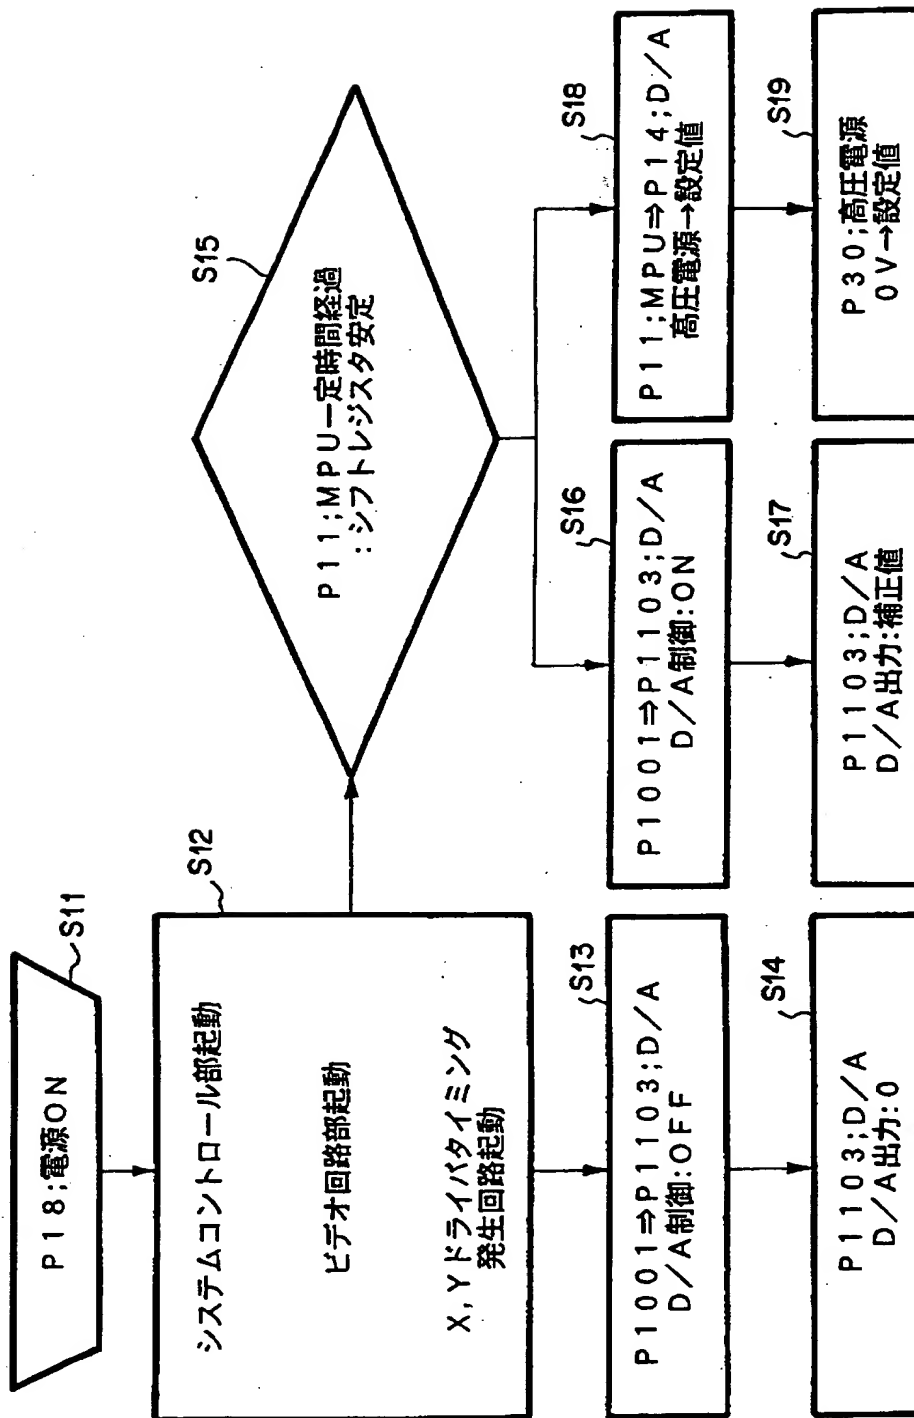 P18;電源ON
S11
システムコントロール部起動
ビデオ回路部起動
X,Yドライバタイミング
発生回路起動
S12
P1001⇒P1103;D/A
D/A制御:OFF
S13
P1103;D/A
D/A出力:0
S14
P11;MPU一定時間経過
:シフトレジスタ安定
S15
P1001⇒P1103;D/A
D/A制御:ON
S16
P1103;D/A
D/A出力:補正値
S17
P11;MPU⇒P14;D/A
高圧電源→設定値
S18
P30;高圧電源
0V→設定値
S19